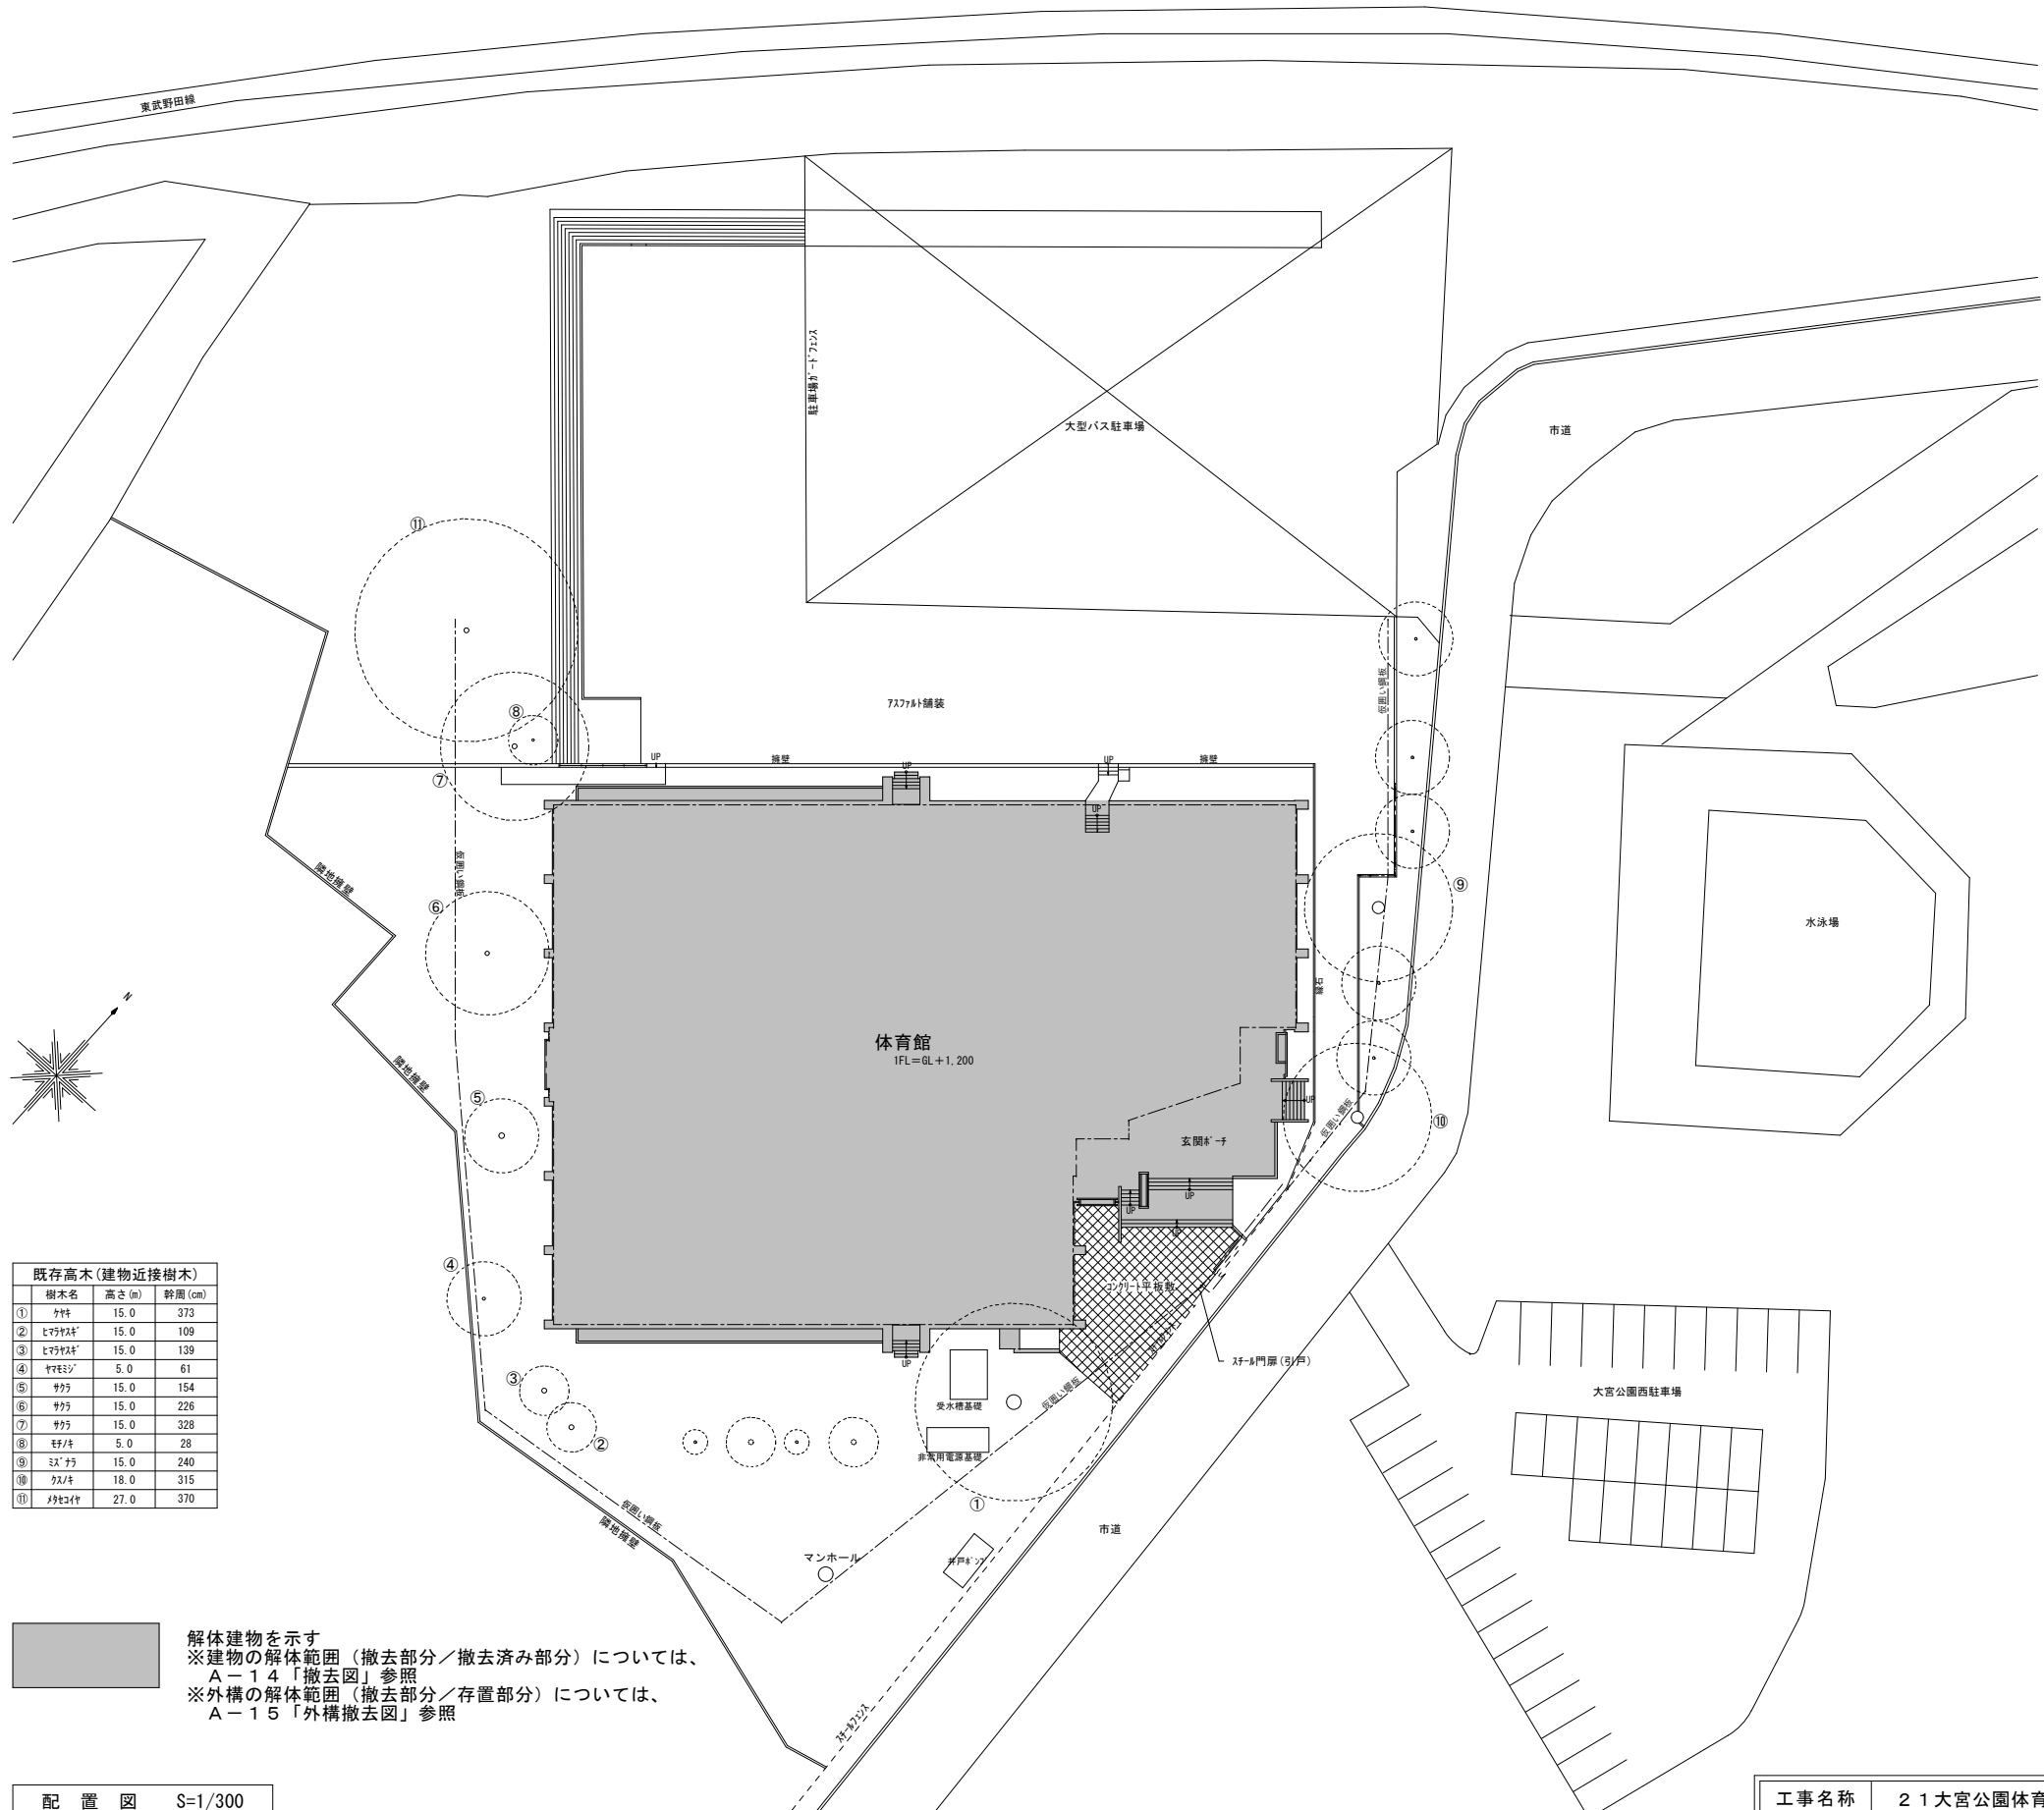 東武野田線
駐車場ガードフェンス
大型バス駐車場
市道
⑪
アスファルト舗装
仮囲い鋼板
⑧
⑦
UP
擁壁
UP
UP
擁壁
UP
仮囲い鋼板
隣地擁壁
⑥
⑨
水泳場
擁壁
N
体育館
1FL=GL+1,200
隣地擁壁
⑤
UP
仮囲い鋼板
⑩
玄関ポーチ
UP
UP
UP
④
コンクリート平板敷
スチール門扉(引戸)
UP
③
②
受水槽基礎
仮囲い鋼板
非常用電源基礎
①
大宮公園西駐車場
仮囲い鋼板
隣地擁壁
マンホール
井戸ポンプ
市道
スチールフェンス
既存高木(建物近接樹木)
樹木名 高さ(m) 幹周(cm)
① ケヤキ 15.0 373
② ヒマラヤスギ 15.0 109
③ ヒマラヤスギ 15.0 139
④ ヤマモミジ 5.0 61
⑤ サクラ 15.0 154
⑥ サクラ 15.0 226
⑦ サクラ 15.0 328
⑧ モチノキ 5.0 28
⑨ ミズナラ 15.0 240
⑩ クスノキ 18.0 315
⑪ メタセコイヤ 27.0 370
解体建物を示す
※建物の解体範囲（撤去部分／撤去済み部分）については、
A－14「撤去図」参照
※外構の解体範囲（撤去部分／存置部分）については、
A－15「外構撤去図」参照
配置図 S=1/300
工事名称 21大宮公園体育